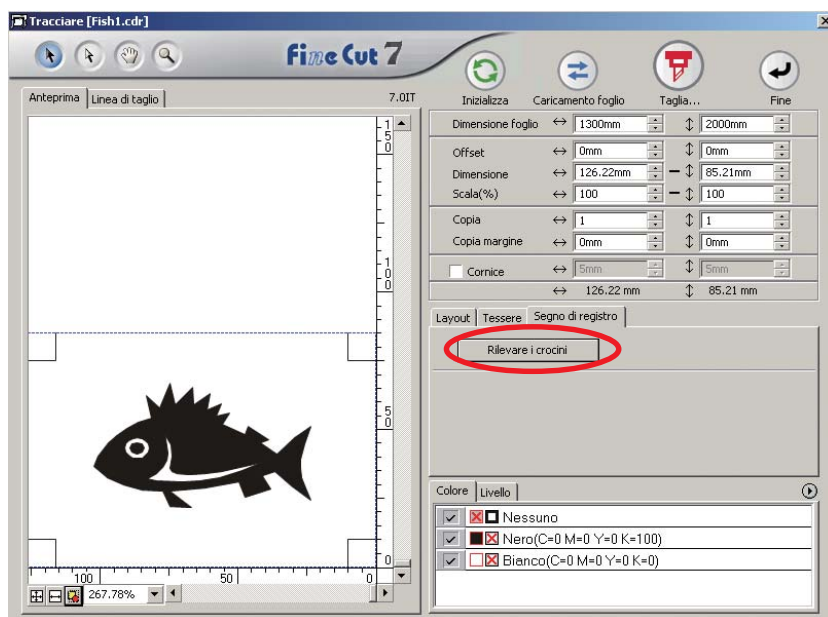 Tracciare [Fish1.cdr]
Fine Cut 7
Anteprima Linea di taglio 7.0IT
Inizializza Caricamento foglio Taglia... Fine
Dimensione foglio 1300mm 2000mm
Offset 0mm 0mm
Dimensione 126.22mm 85.21mm
Scala(%) 100 100
Copia 1 1
Copia margine 0mm 0mm
Cornice 5mm 5mm
126.22 mm 85.21 mm
Layout Tessere Segno di registro
Rilevare i crocini
Colore Livello
Nessuno
Nero(C=0 M=0 Y=0 K=100)
Bianco(C=0 M=0 Y=0 K=0)
150
100
50
0
100 50 0
267.78%